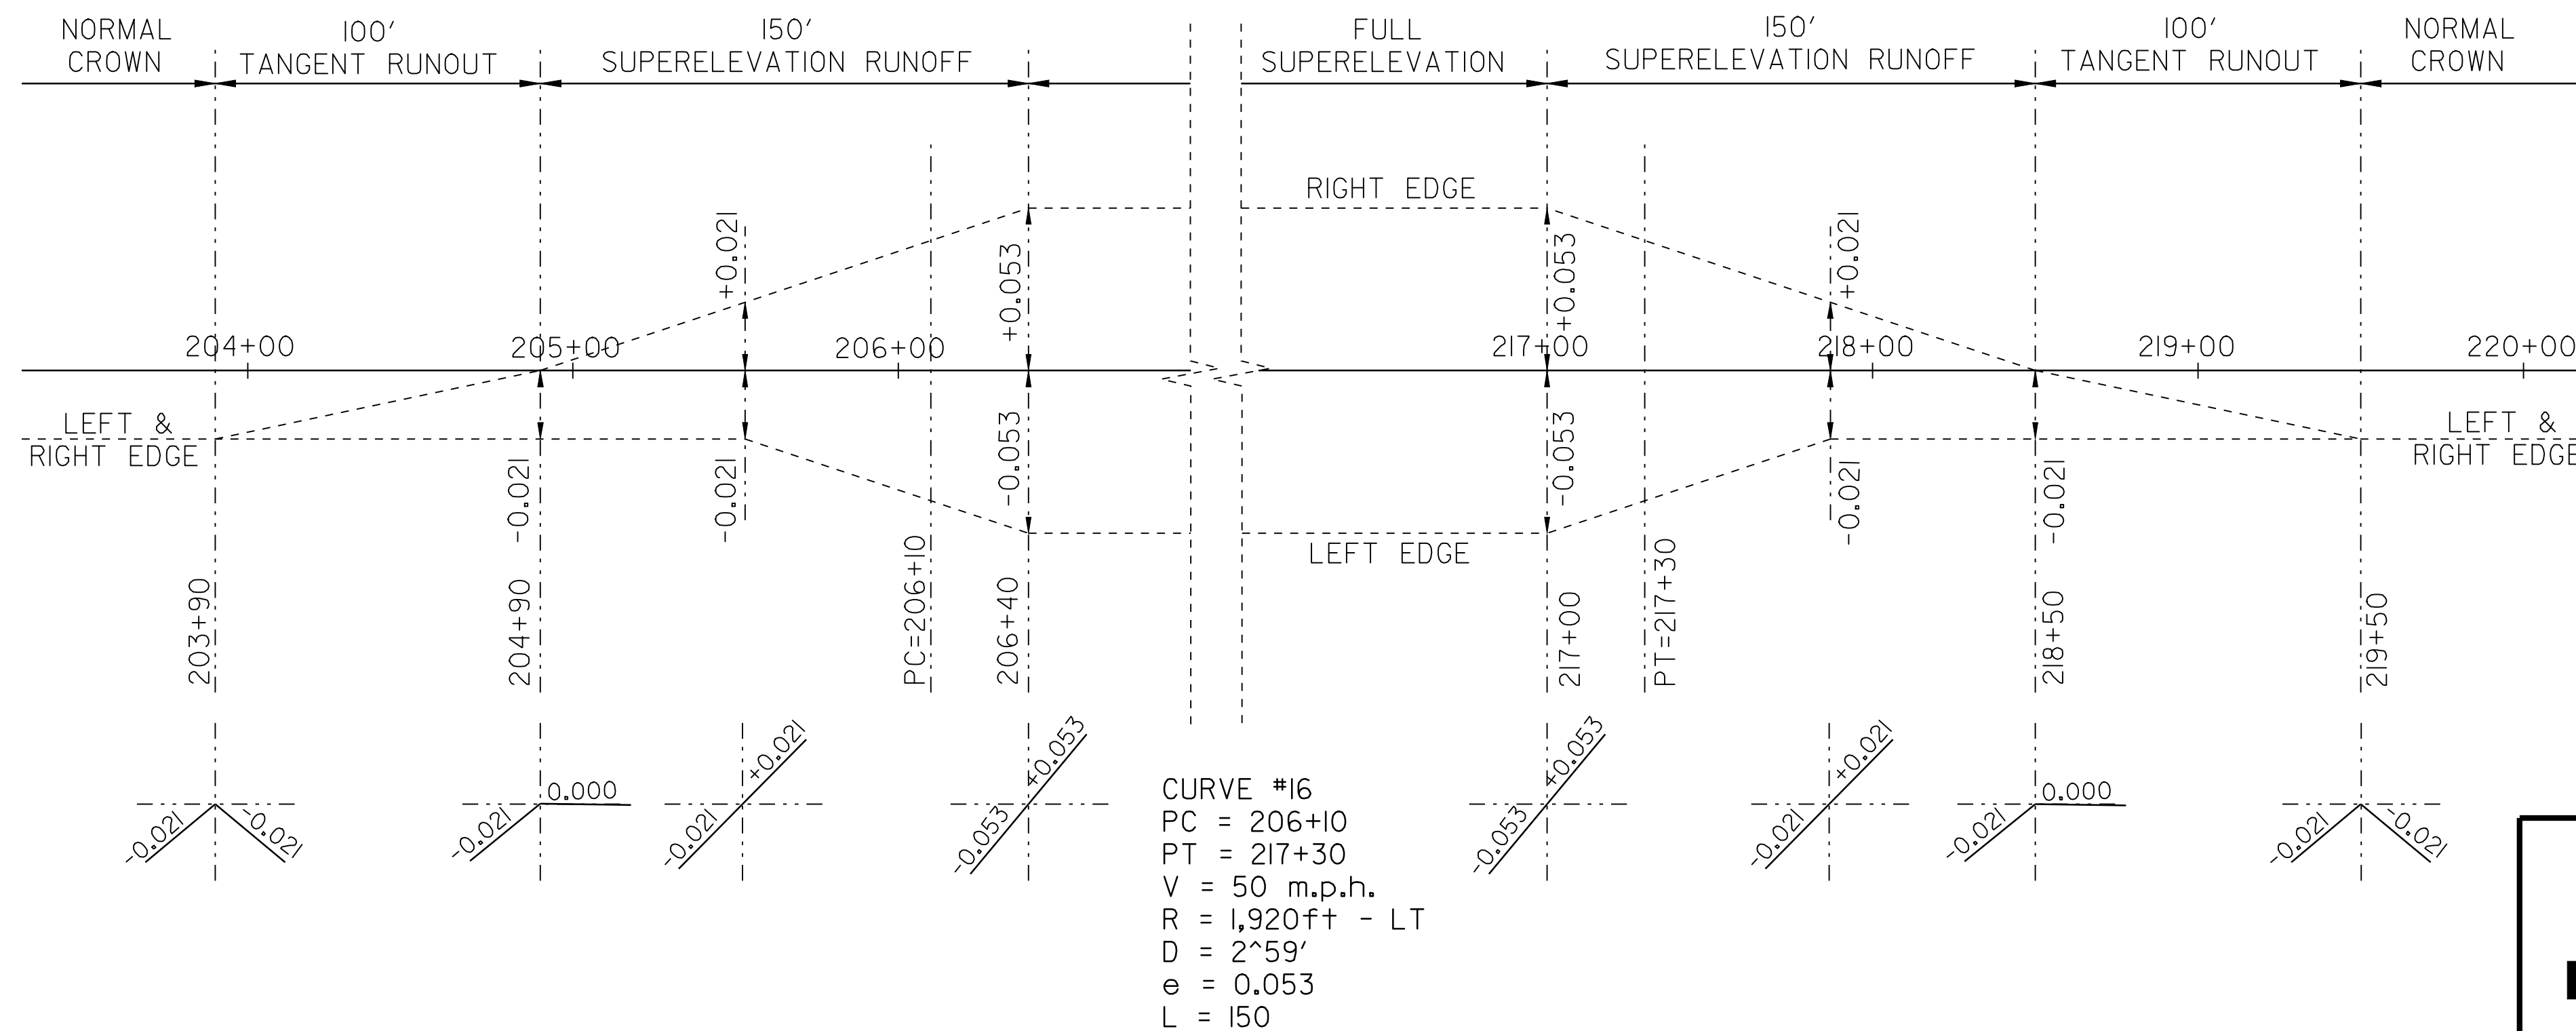 NORMAL
CROWN
100'
TANGENT RUNOUT
150'
SUPERELEVATION RUNOFF
FULL
SUPERELEVATION
150'
SUPERELEVATION RUNOFF
100'
TANGENT RUNOUT
NORMAL
CROWN
RIGHT EDGE
+0.021
+0.053
+0.053
+0.021
204+00
205+00
206+00
217+00
218+00
219+00
220+00
LEFT &
RIGHT EDGE
-0.021
-0.021
-0.053
-0.053
-0.021
-0.021
LEFT &
RIGHT EDGE
LEFT EDGE
203+90
204+90
PC=206+10
206+40
217+00
PT=217+30
218+50
219+50
-0.021
-0.021
-0.021
0.000
-0.021
+0.021
-0.053
+0.053
-0.053
+0.053
-0.021
+0.021
-0.021
0.000
-0.021
-0.021
CURVE #16
PC = 206+10
PT = 217+30
V = 50 m.p.h.
R = 1,920ft - LT
D = 2^59'
e = 0.053
L = 150